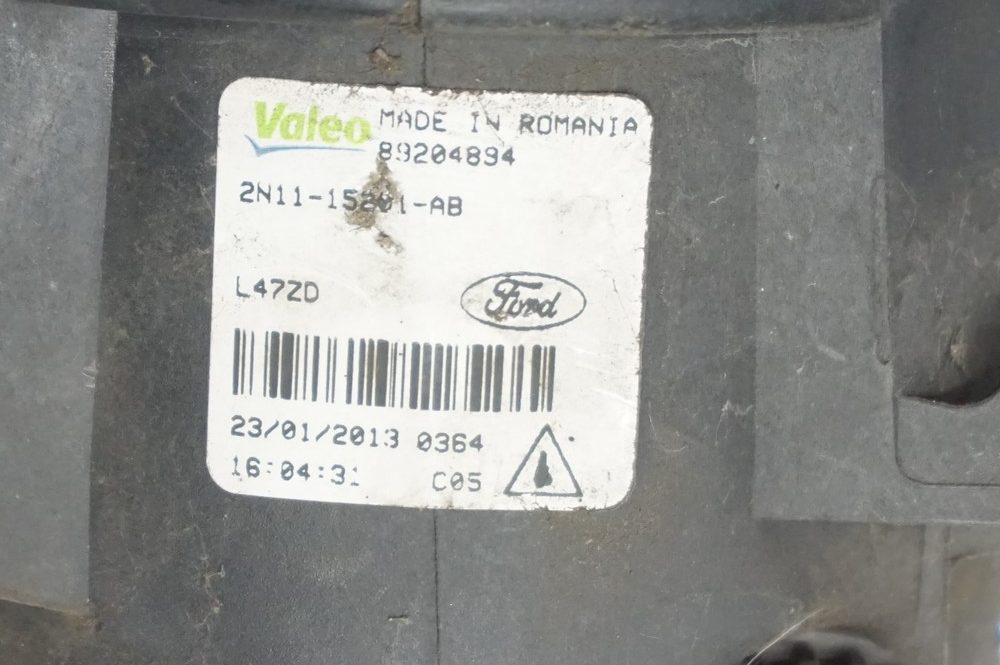 Valeo MADE IN ROMANIA
89204894
2N11-15201-AB
L47ZD
Ford
23/01/2013 0364
16:04:31 C05